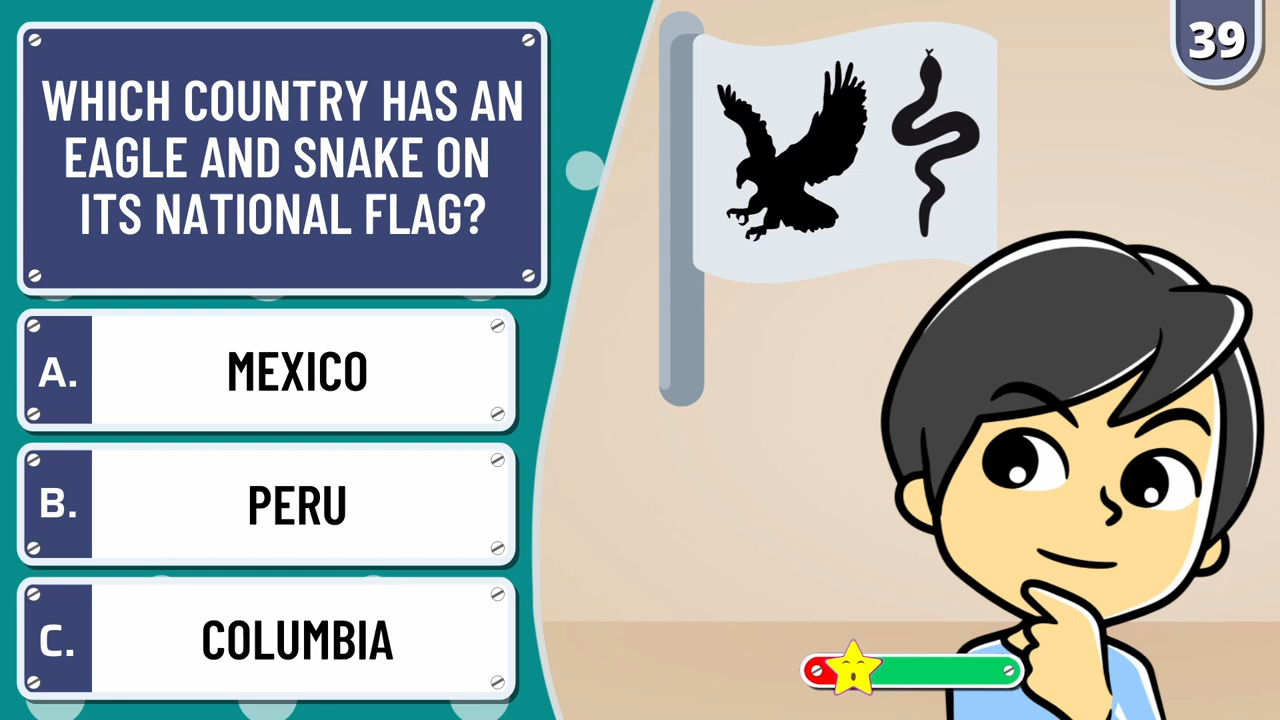 WHICH COUNTRY HAS AN
EAGLE AND SNAKE ON
ITS NATIONAL FLAG?
39
A. MEXICO
B. PERU
C. COLUMBIA